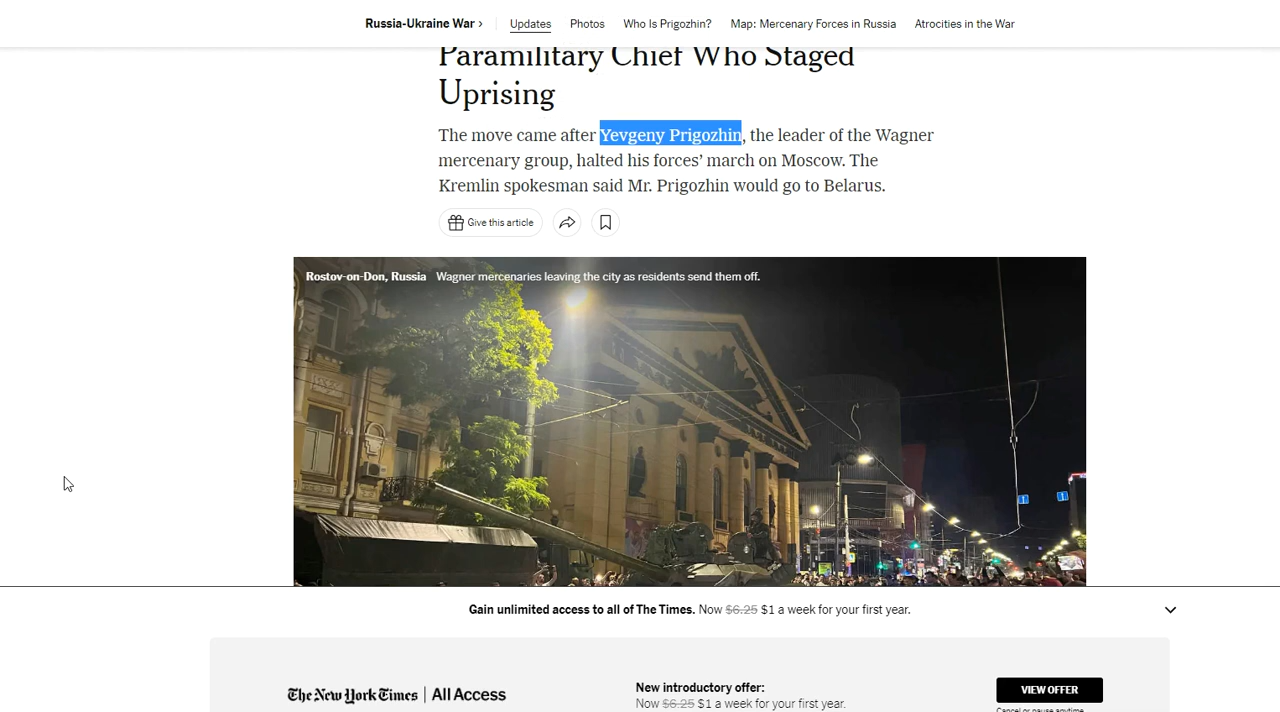 Russia-Ukraine War › Updates Photos Who Is Prigozhin? Map: Mercenary Forces in Russia Atrocities in the War
Paramilitary Chief Who Staged
Uprising
The move came after Yevgeny Prigozhin, the leader of the Wagner
mercenary group, halted his forces’ march on Moscow. The
Kremlin spokesman said Mr. Prigozhin would go to Belarus.
Give this article
Rostov-on-Don, Russia Wagner mercenaries leaving the city as residents send them off.
Gain unlimited access to all of The Times. Now $6.25 $1 a week for your first year.
The New York Times | All Access
New introductory offer:
Now $6.25 $1 a week for your first year.
VIEW OFFER
Cancel or pause anytime